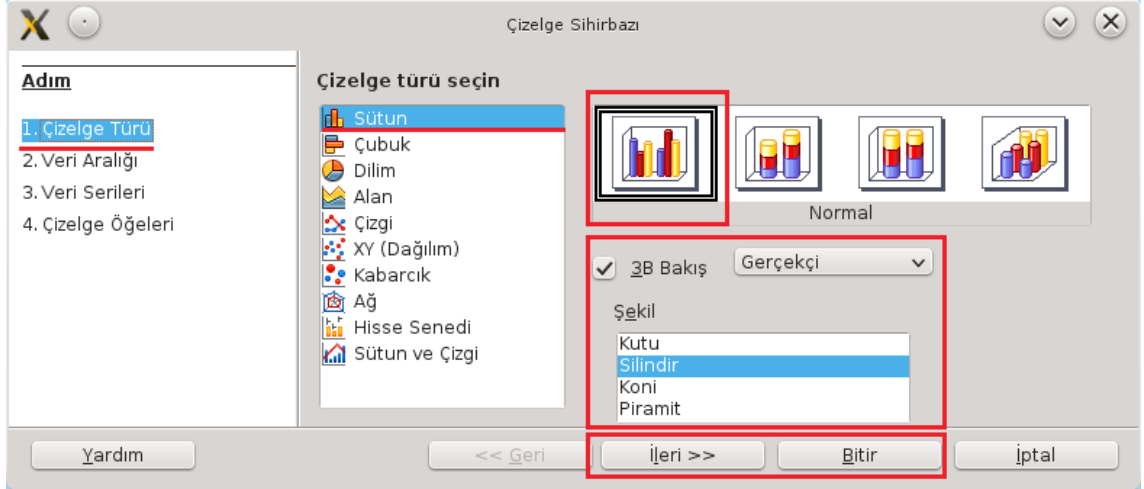 Çizelge Sihirbazı
Adım
1. Çizelge Türü
2. Veri Aralığı
3. Veri Serileri
4. Çizelge Öğeleri
Çizelge türü seçin
Sütun
Çubuk
Dilim
Alan
Çizgi
XY (Dağılım)
Kabarcık
Ağ
Hisse Senedi
Sütun ve Çizgi
Normal
3B Bakış
Gerçekçi
Şekil
Kutu
Silindir
Koni
Piramit
Yardım
<< Geri
İleri >>
Bitir
İptal